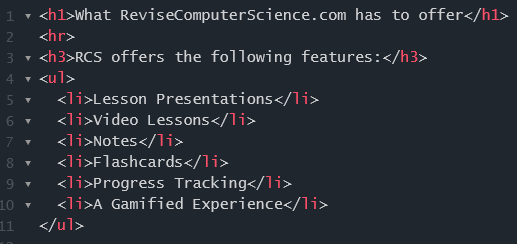 1 <h1>What ReviseComputerScience.com has to offer</h1>
2 <hr>
3 <h3>RCS offers the following features:</h3>
4 <ul>
5 <li>Lesson Presentations</li>
6 <li>Video Lessons</li>
7 <li>Notes</li>
8 <li>Flashcards</li>
9 <li>Progress Tracking</li>
10 <li>A Gamified Experience</li>
11 </ul>